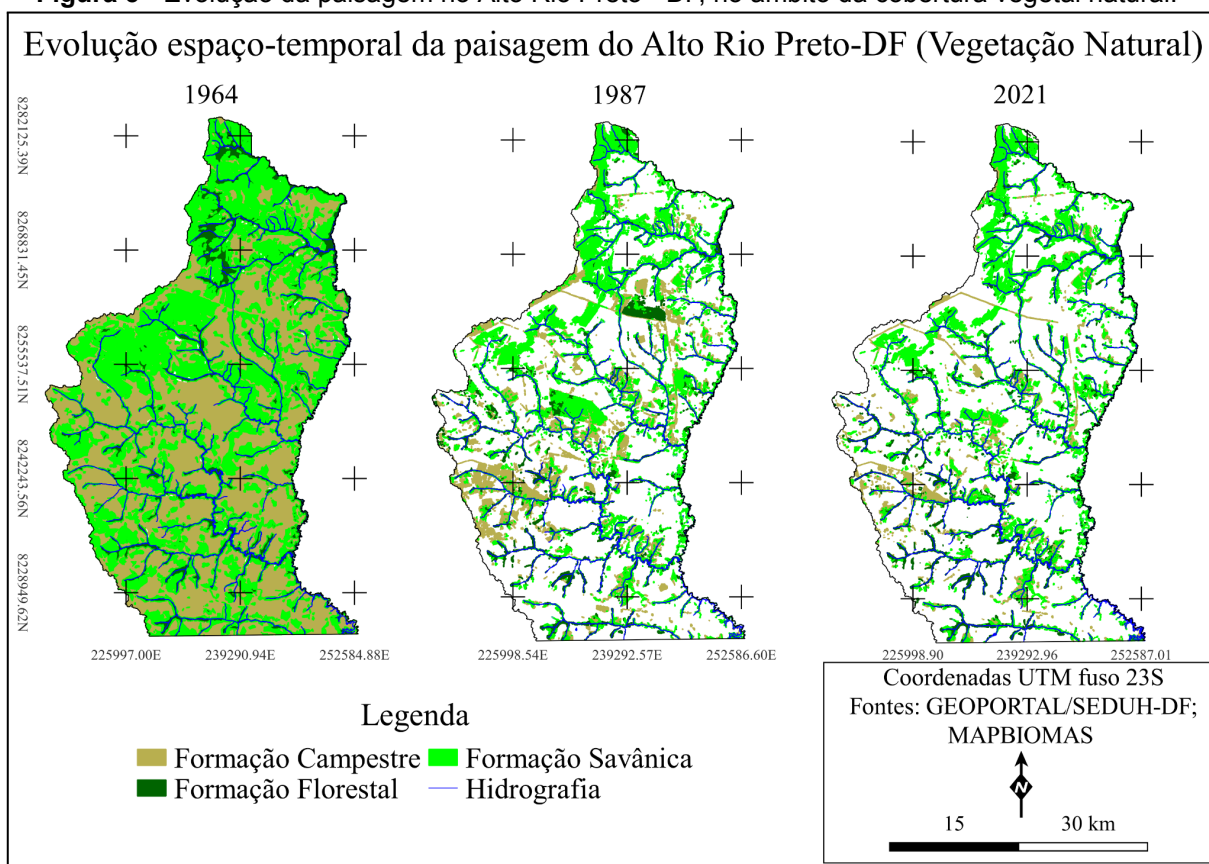 Evolução espaço-temporal da paisagem do Alto Rio Preto-DF (Vegetação Natural)
1964
1987
2021
8282125.39N
8268831.45N
8255537.51N
8242243.56N
8228949.62N
225997.00E
239290.94E
252584.88E
225998.54E
239292.57E
252586.60E
225998.90
239292.96
252587.01
Legenda
Formação Campestre
Formação Savânica
Formação Florestal
Hidrografia
Coordenadas UTM fuso 23S
Fontes: GEOPORTAL/SEDUH-DF;
MAPBIOMAS
N
15
30 km